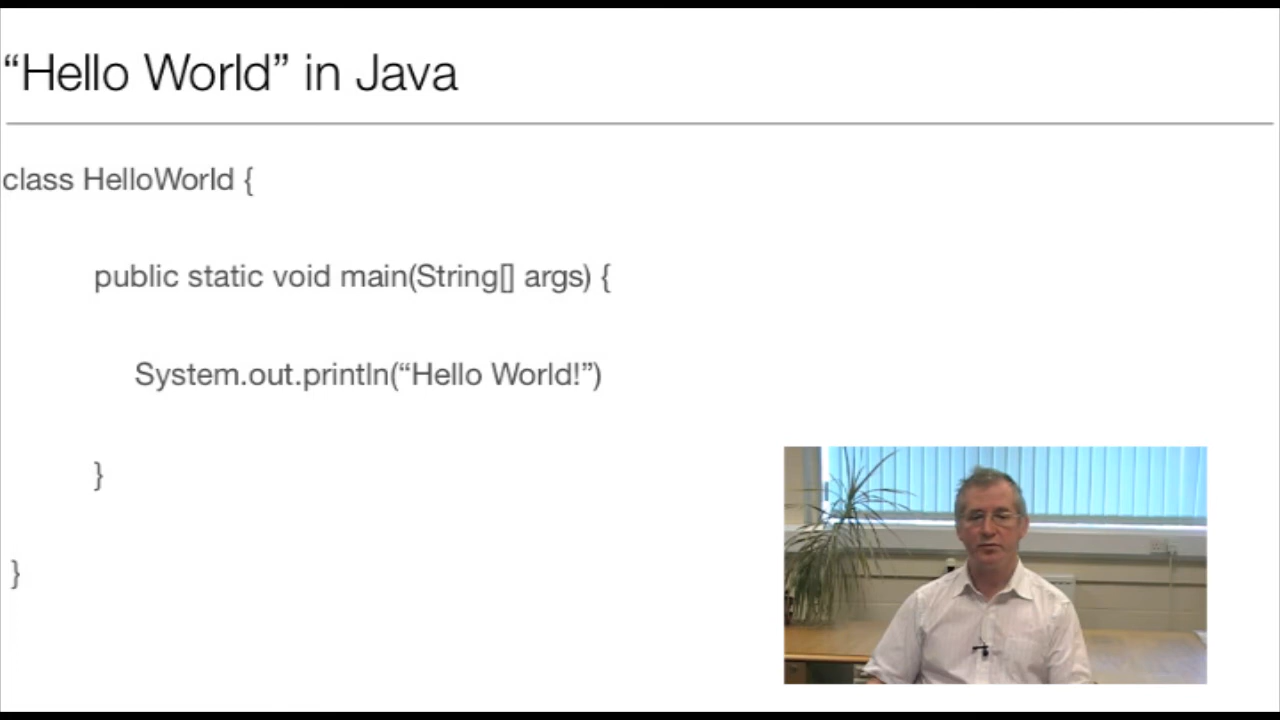 “Hello World” in Java
class HelloWorld {
public static void main(String[] args) {
System.out.println(“Hello World!”)
}
}